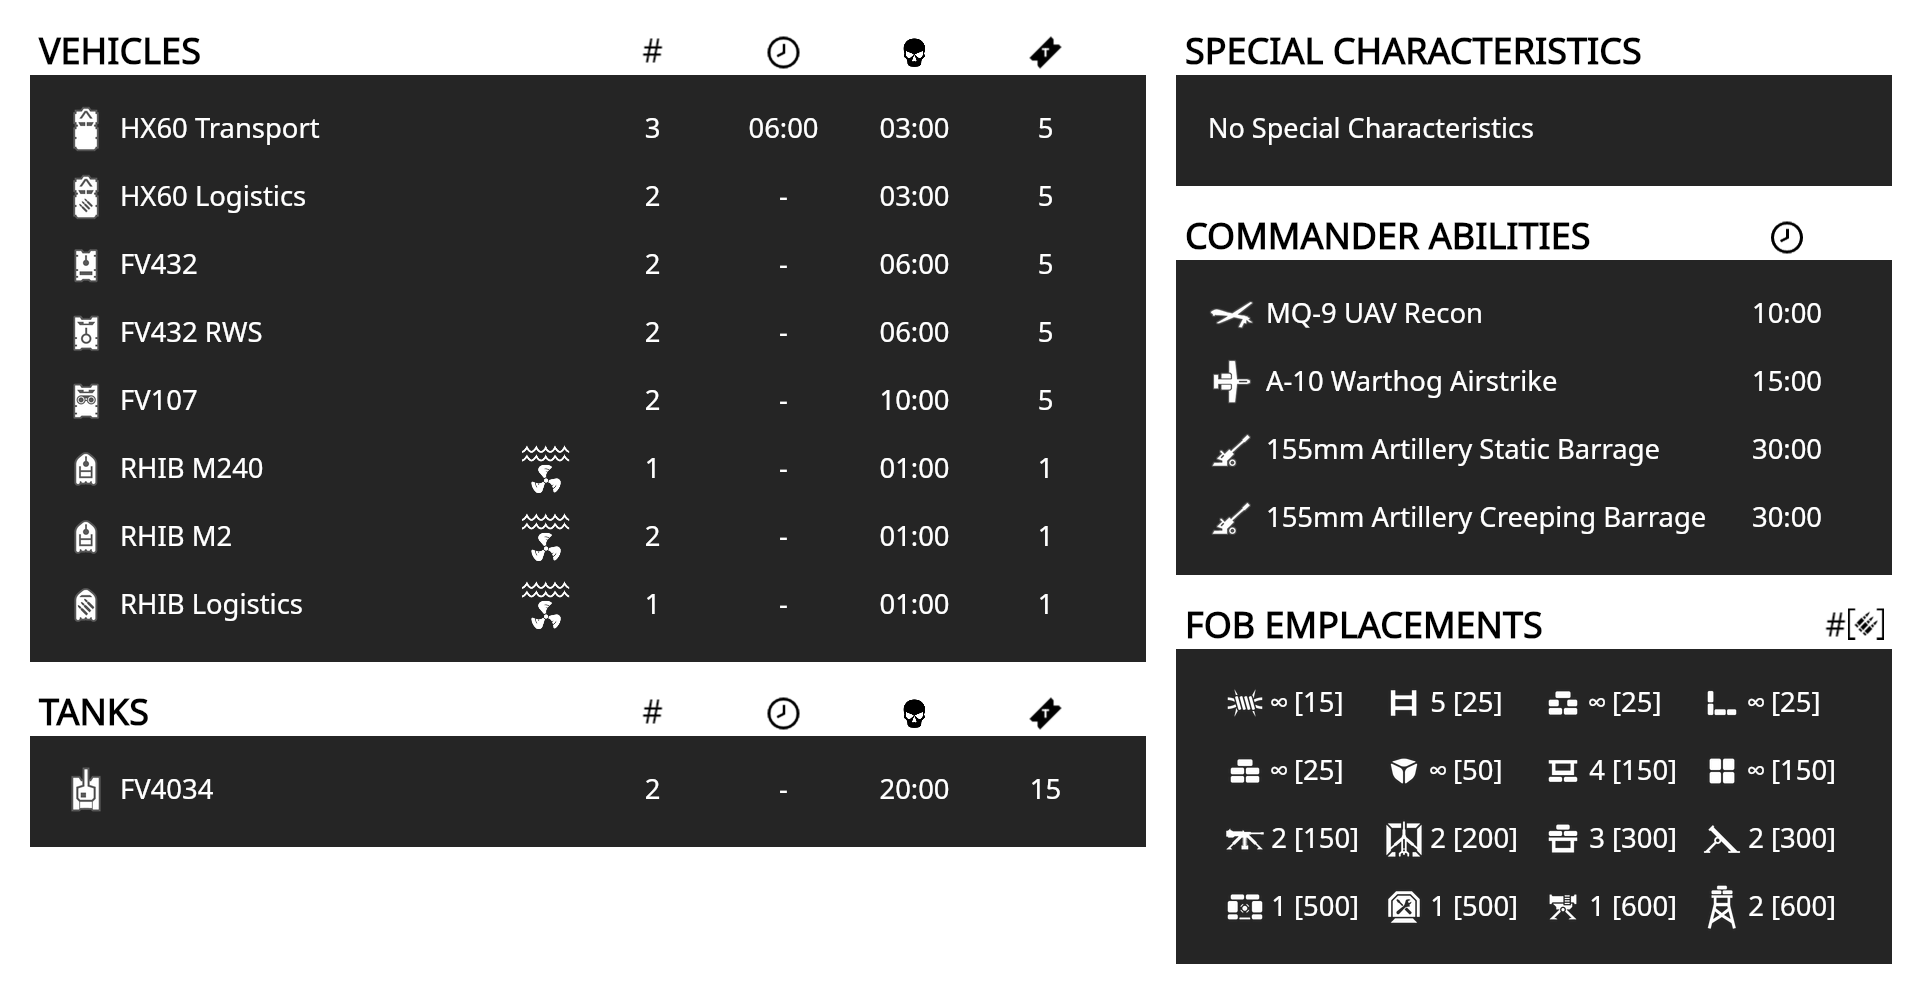 VEHICLES #
HX60 Transport 3 06:00 03:00 5
HX60 Logistics 2 - 03:00 5
FV432 2 - 06:00 5
FV432 RWS 2 - 06:00 5
FV107 2 - 10:00 5
RHIB M240 1 - 01:00 1
RHIB M2 2 - 01:00 1
RHIB Logistics 1 - 01:00 1
TANKS #
FV4034 2 - 20:00 15
SPECIAL CHARACTERISTICS
No Special Characteristics
COMMANDER ABILITIES
MQ-9 UAV Recon 10:00
A-10 Warthog Airstrike 15:00
155mm Artillery Static Barrage 30:00
155mm Artillery Creeping Barrage 30:00
FOB EMPLACEMENTS #[]
∞ [15] 5 [25] ∞ [25] ∞ [25]
∞ [25] ∞ [50] 4 [150] ∞ [150]
2 [150] 2 [200] 3 [300] 2 [300]
1 [500] 1 [500] 1 [600] 2 [600]